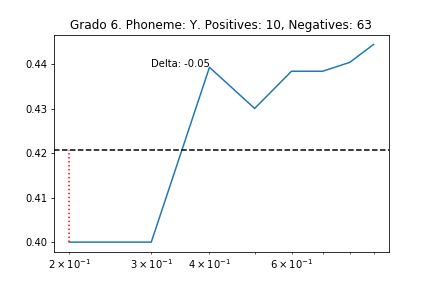 Grado 6. Phoneme: Y. Positives: 10, Negatives: 63
Delta: -0.05
0.44
0.43
0.42
0.41
0.40
2 × 10⁻¹ 3 × 10⁻¹ 4 × 10⁻¹ 6 × 10⁻¹